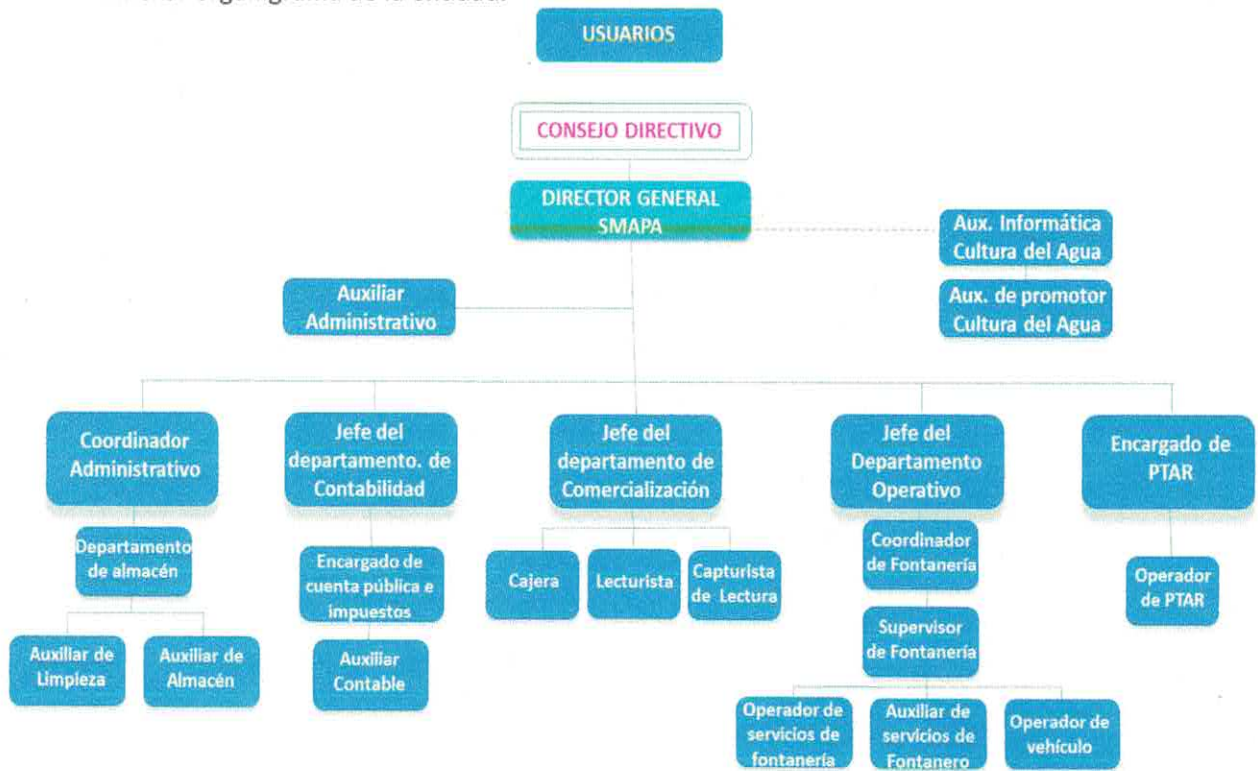 organigrama de la entidad.
USUARIOS
CONSEJO DIRECTIVO
DIRECTOR GENERAL
SMAPA
Aux. Informática
Cultura del Agua
Auxiliar
Administrativo
Aux. de promotor
Cultura del Agua
Coordinador
Administrativo
Jefe del
departamento. de
Contabilidad
Jefe del
departamento de
Comercialización
Jefe del
Departamento
Operativo
Encargado de
PTAR
Departamento
de almacén
Encargado de
cuenta pública e
impuestos
Cajera
Lecturista
Capturista
de Lectura
Coordinador
de Fontanería
Operador
de PTAR
Auxiliar de
Limpieza
Auxiliar de
Almacén
Auxiliar
Contable
Supervisor
de Fontanería
Operador de
servicios de
fontanería
Auxiliar de
servicios de
Fontanero
Operador de
vehículo